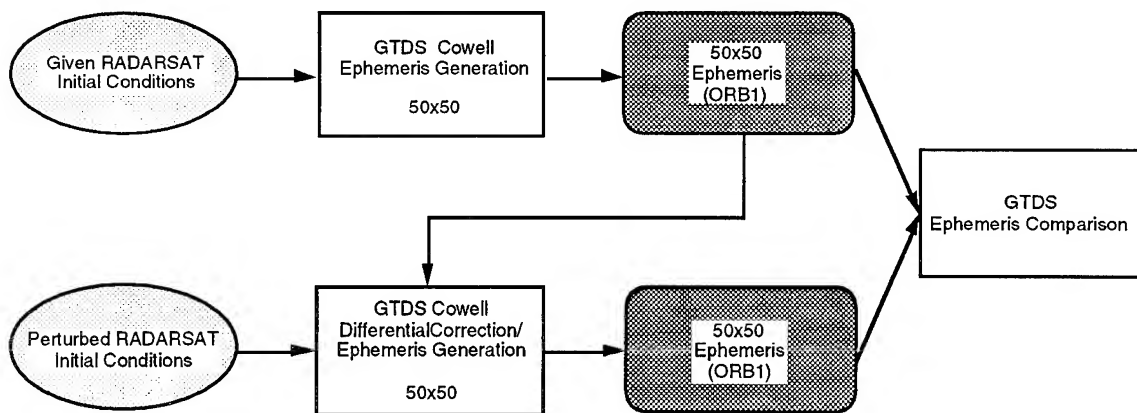 Given RADARSAT
Initial Conditions
GTDS Cowell
Ephemeris Generation
50x50
50x50
Ephemeris
(ORB1)
GTDS
Ephemeris Comparison
Perturbed RADARSAT
Initial Conditions
GTDS Cowell
DifferentialCorrection/
Ephemeris Generation
50x50
50x50
Ephemeris
(ORB1)